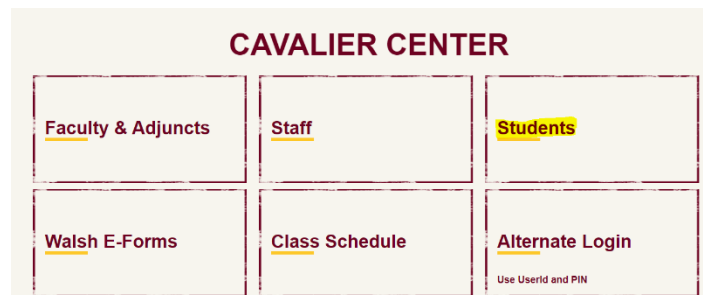 CAVALIER CENTER
Faculty & Adjuncts
Staff
Students
Walsh E-Forms
Class Schedule
Alternate Login
Use UserId and PIN